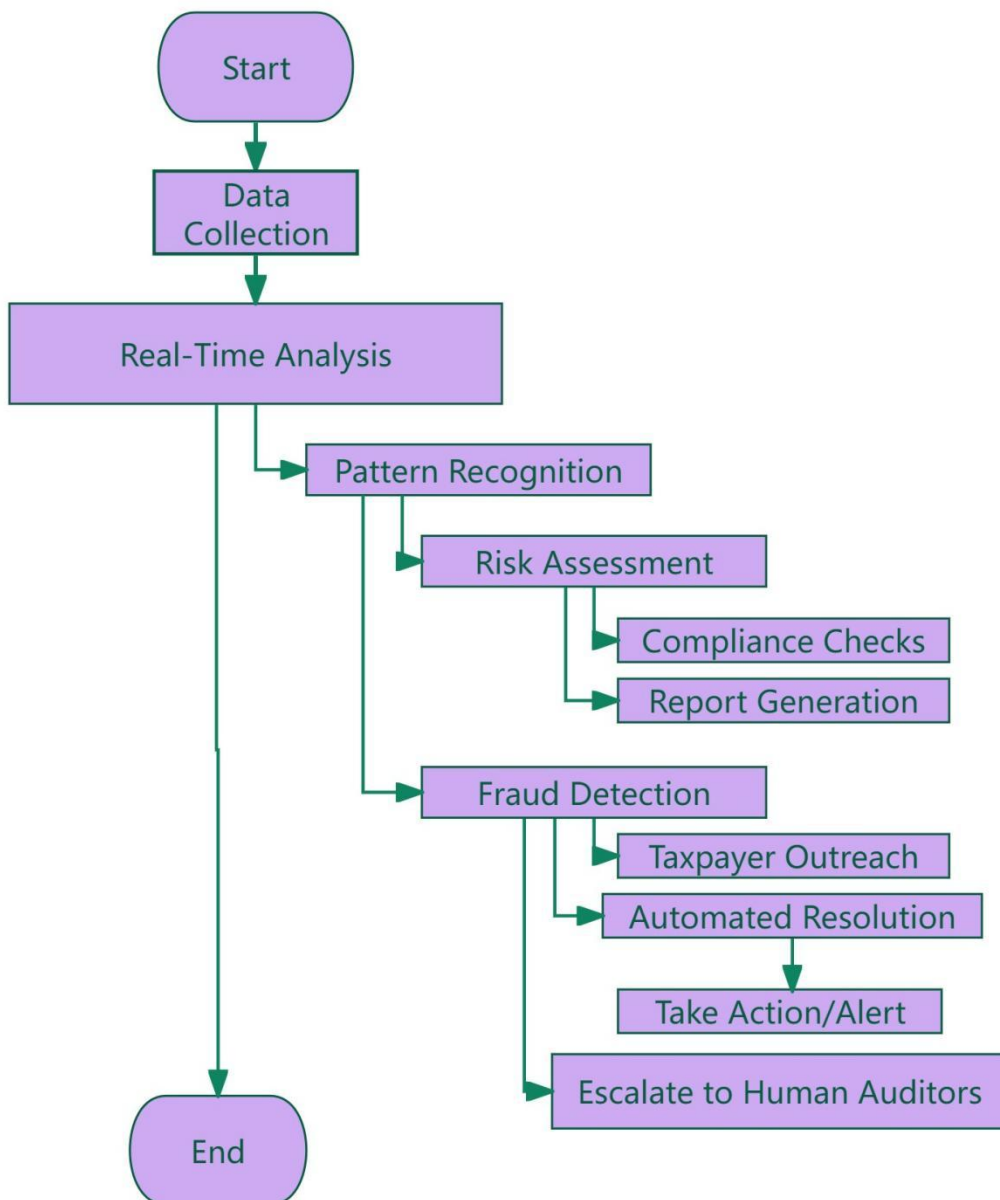 Start
Data
Collection
Real-Time Analysis
Pattern Recognition
Risk Assessment
Compliance Checks
Report Generation
Fraud Detection
Taxpayer Outreach
Automated Resolution
Take Action/Alert
Escalate to Human Auditors
End